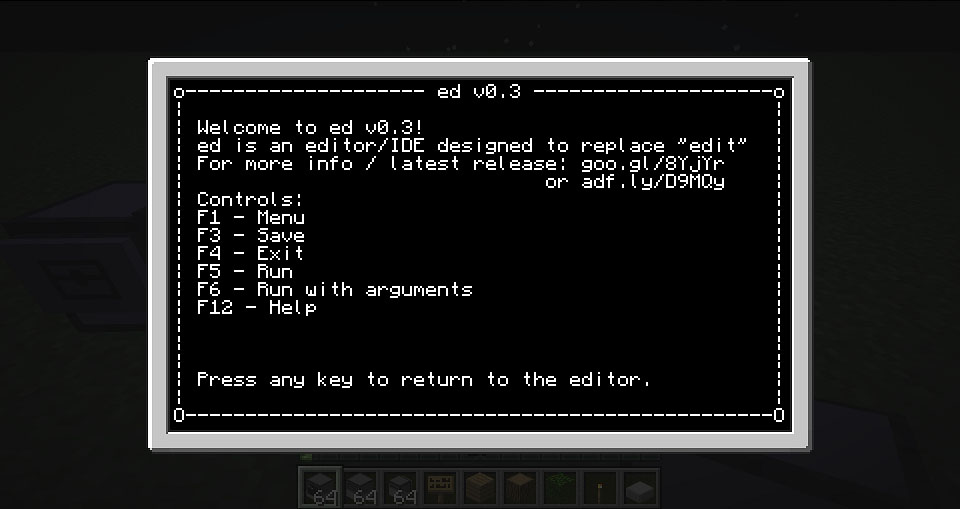 ed v0.3
Welcome to ed v0.3!
ed is an editor/IDE designed to replace "edit"
For more info / latest release: goo.gl/8YjYr
or adf.ly/D9MQy
Controls:
F1 - Menu
F3 - Save
F4 - Exit
F5 - Run
F6 - Run with arguments
F12 - Help
Press any key to return to the editor.
64 64 64